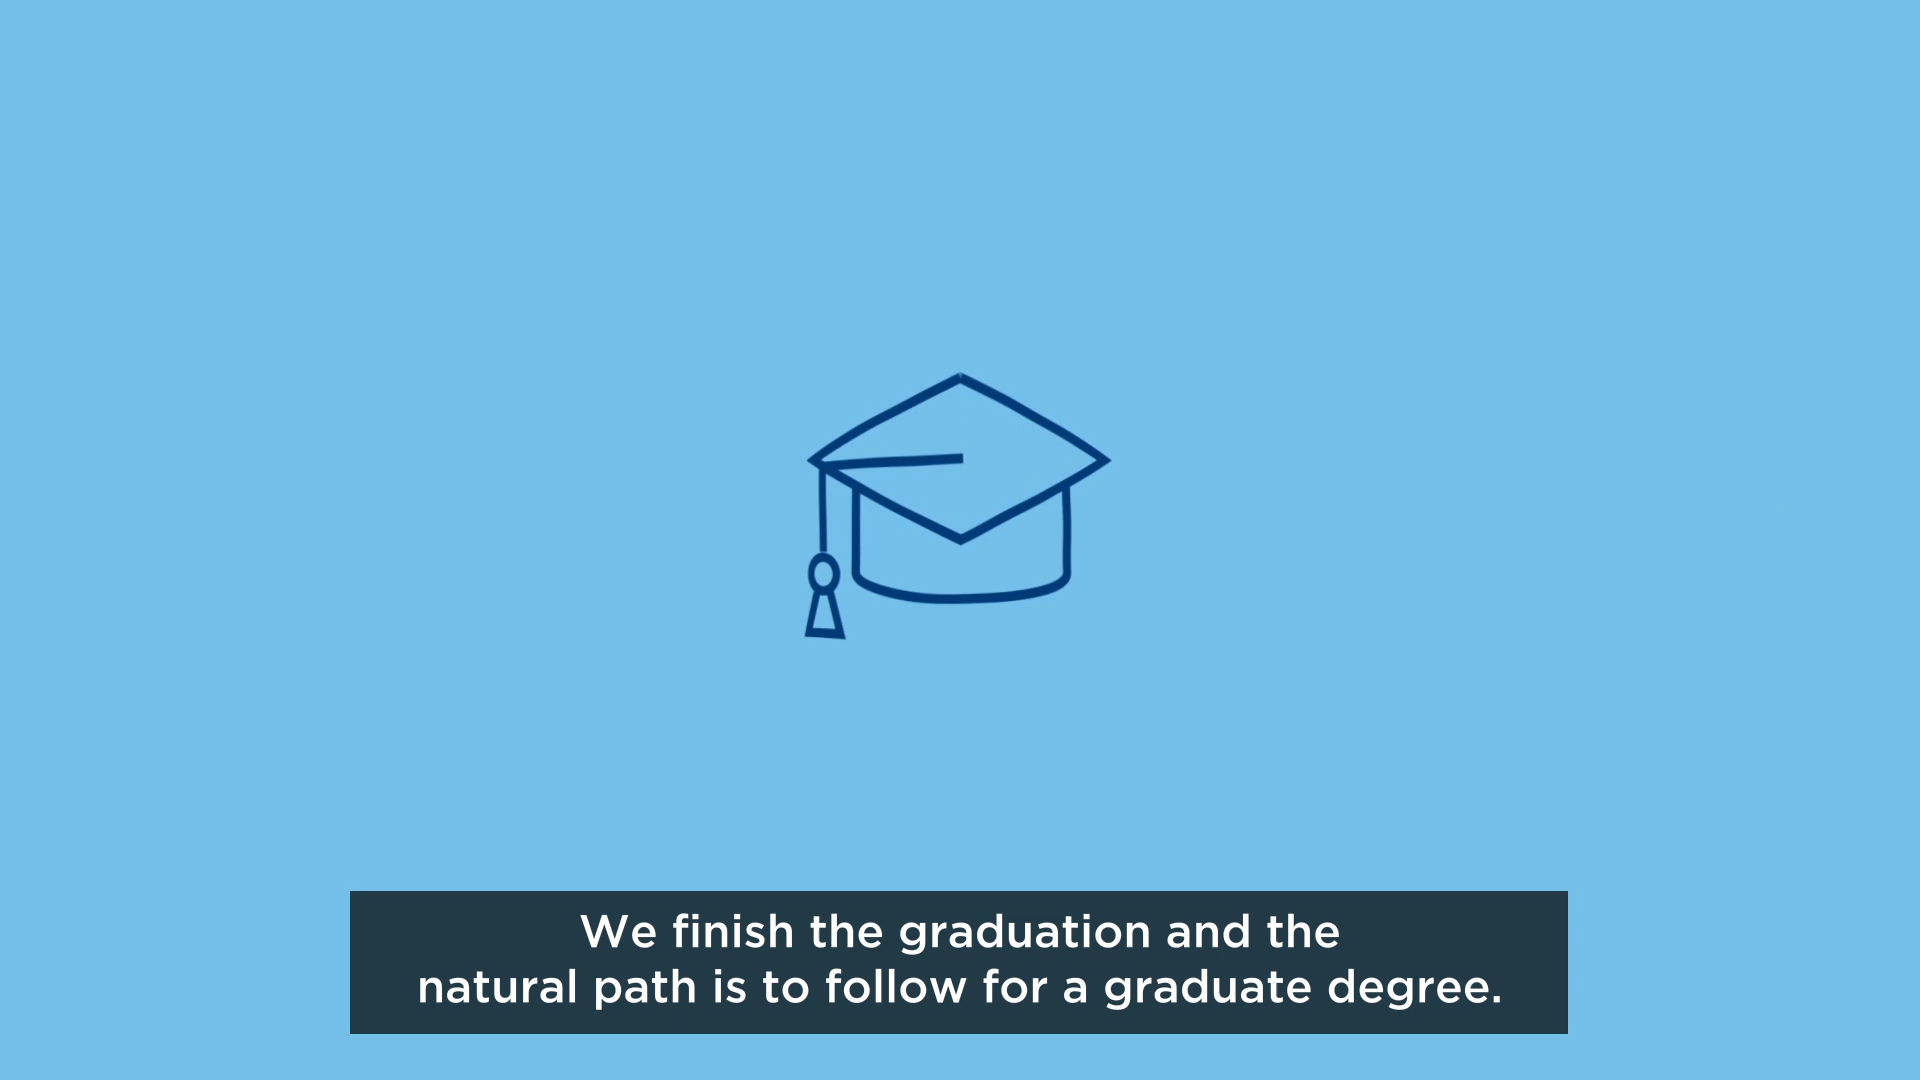 We finish the graduation and the
natural path is to follow for a graduate degree.